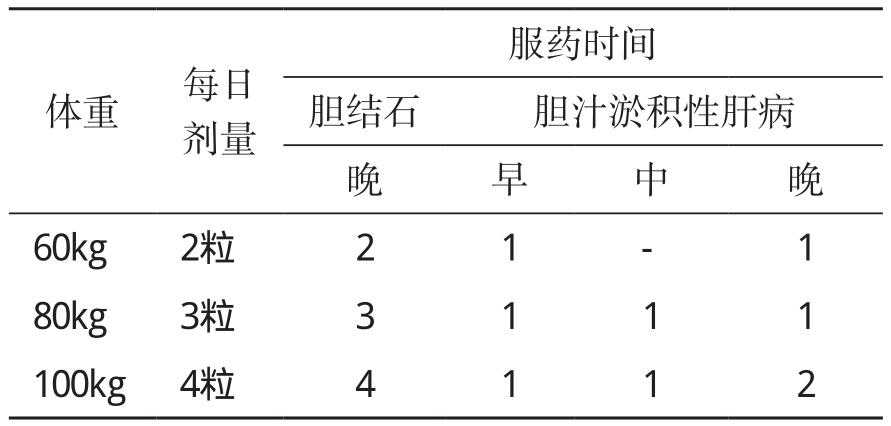 服药时间
体重 每日剂量 胆结石 胆汁淤积性肝病
晚 早 中 晚
60kg 2粒 2 1 - 1
80kg 3粒 3 1 1 1
100kg 4粒 4 1 1 2